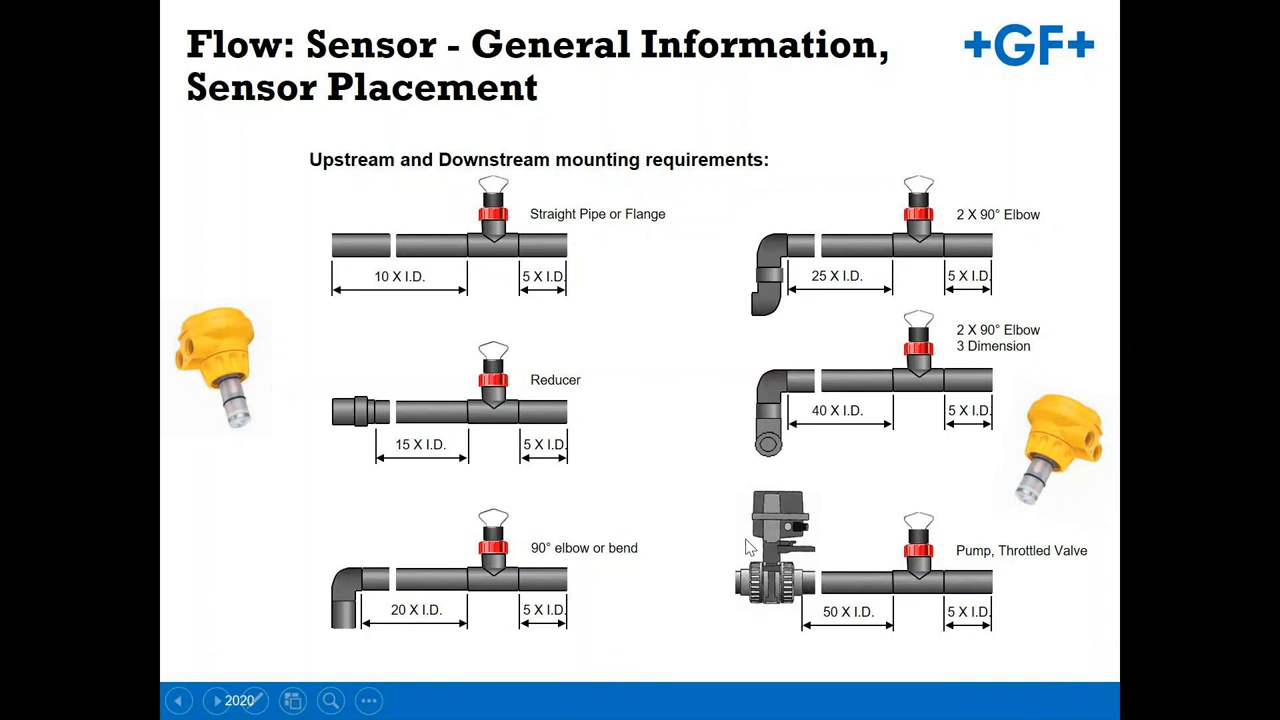 Flow: Sensor - General Information,
Sensor Placement
+GF+
Upstream and Downstream mounting requirements:
Straight Pipe or Flange
10 X I.D.
5 X I.D.
Reducer
15 X I.D.
5 X I.D.
90° elbow or bend
20 X I.D.
5 X I.D.
2 X 90° Elbow
25 X I.D.
5 X I.D.
2 X 90° Elbow
3 Dimension
40 X I.D.
5 X I.D.
Pump, Throttled Valve
50 X I.D.
5 X I.D.
2020